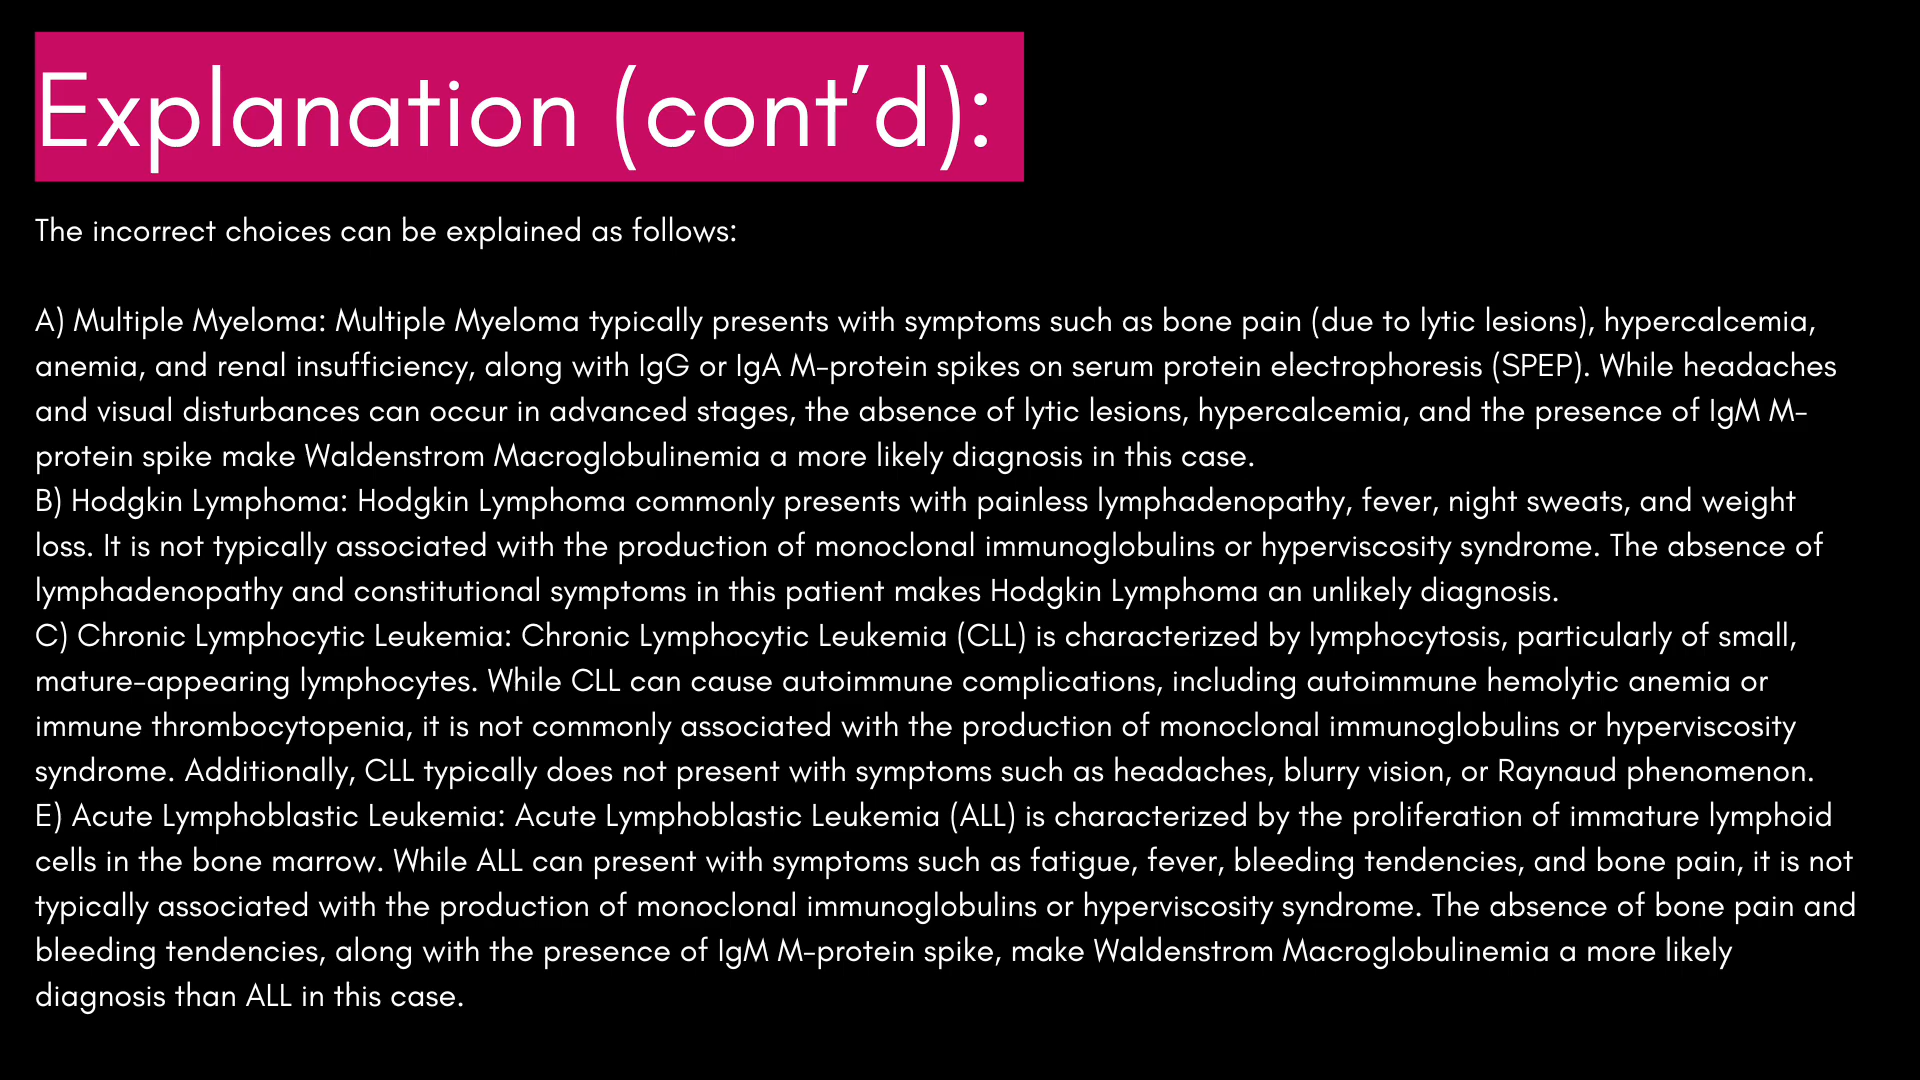 Explanation (cont’d):
The incorrect choices can be explained as follows:
A) Multiple Myeloma: Multiple Myeloma typically presents with symptoms such as bone pain (due to lytic lesions), hypercalcemia,
anemia, and renal insufficiency, along with IgG or IgA M-protein spikes on serum protein electrophoresis (SPEP). While headaches
and visual disturbances can occur in advanced stages, the absence of lytic lesions, hypercalcemia, and the presence of IgM M-
protein spike make Waldenstrom Macroglobulinemia a more likely diagnosis in this case.
B) Hodgkin Lymphoma: Hodgkin Lymphoma commonly presents with painless lymphadenopathy, fever, night sweats, and weight
loss. It is not typically associated with the production of monoclonal immunoglobulins or hyperviscosity syndrome. The absence of
lymphadenopathy and constitutional symptoms in this patient makes Hodgkin Lymphoma an unlikely diagnosis.
C) Chronic Lymphocytic Leukemia: Chronic Lymphocytic Leukemia (CLL) is characterized by lymphocytosis, particularly of small,
mature-appearing lymphocytes. While CLL can cause autoimmune complications, including autoimmune hemolytic anemia or
immune thrombocytopenia, it is not commonly associated with the production of monoclonal immunoglobulins or hyperviscosity
syndrome. Additionally, CLL typically does not present with symptoms such as headaches, blurry vision, or Raynaud phenomenon.
E) Acute Lymphoblastic Leukemia: Acute Lymphoblastic Leukemia (ALL) is characterized by the proliferation of immature lymphoid
cells in the bone marrow. While ALL can present with symptoms such as fatigue, fever, bleeding tendencies, and bone pain, it is not
typically associated with the production of monoclonal immunoglobulins or hyperviscosity syndrome. The absence of bone pain and
bleeding tendencies, along with the presence of IgM M-protein spike, make Waldenstrom Macroglobulinemia a more likely
diagnosis than ALL in this case.